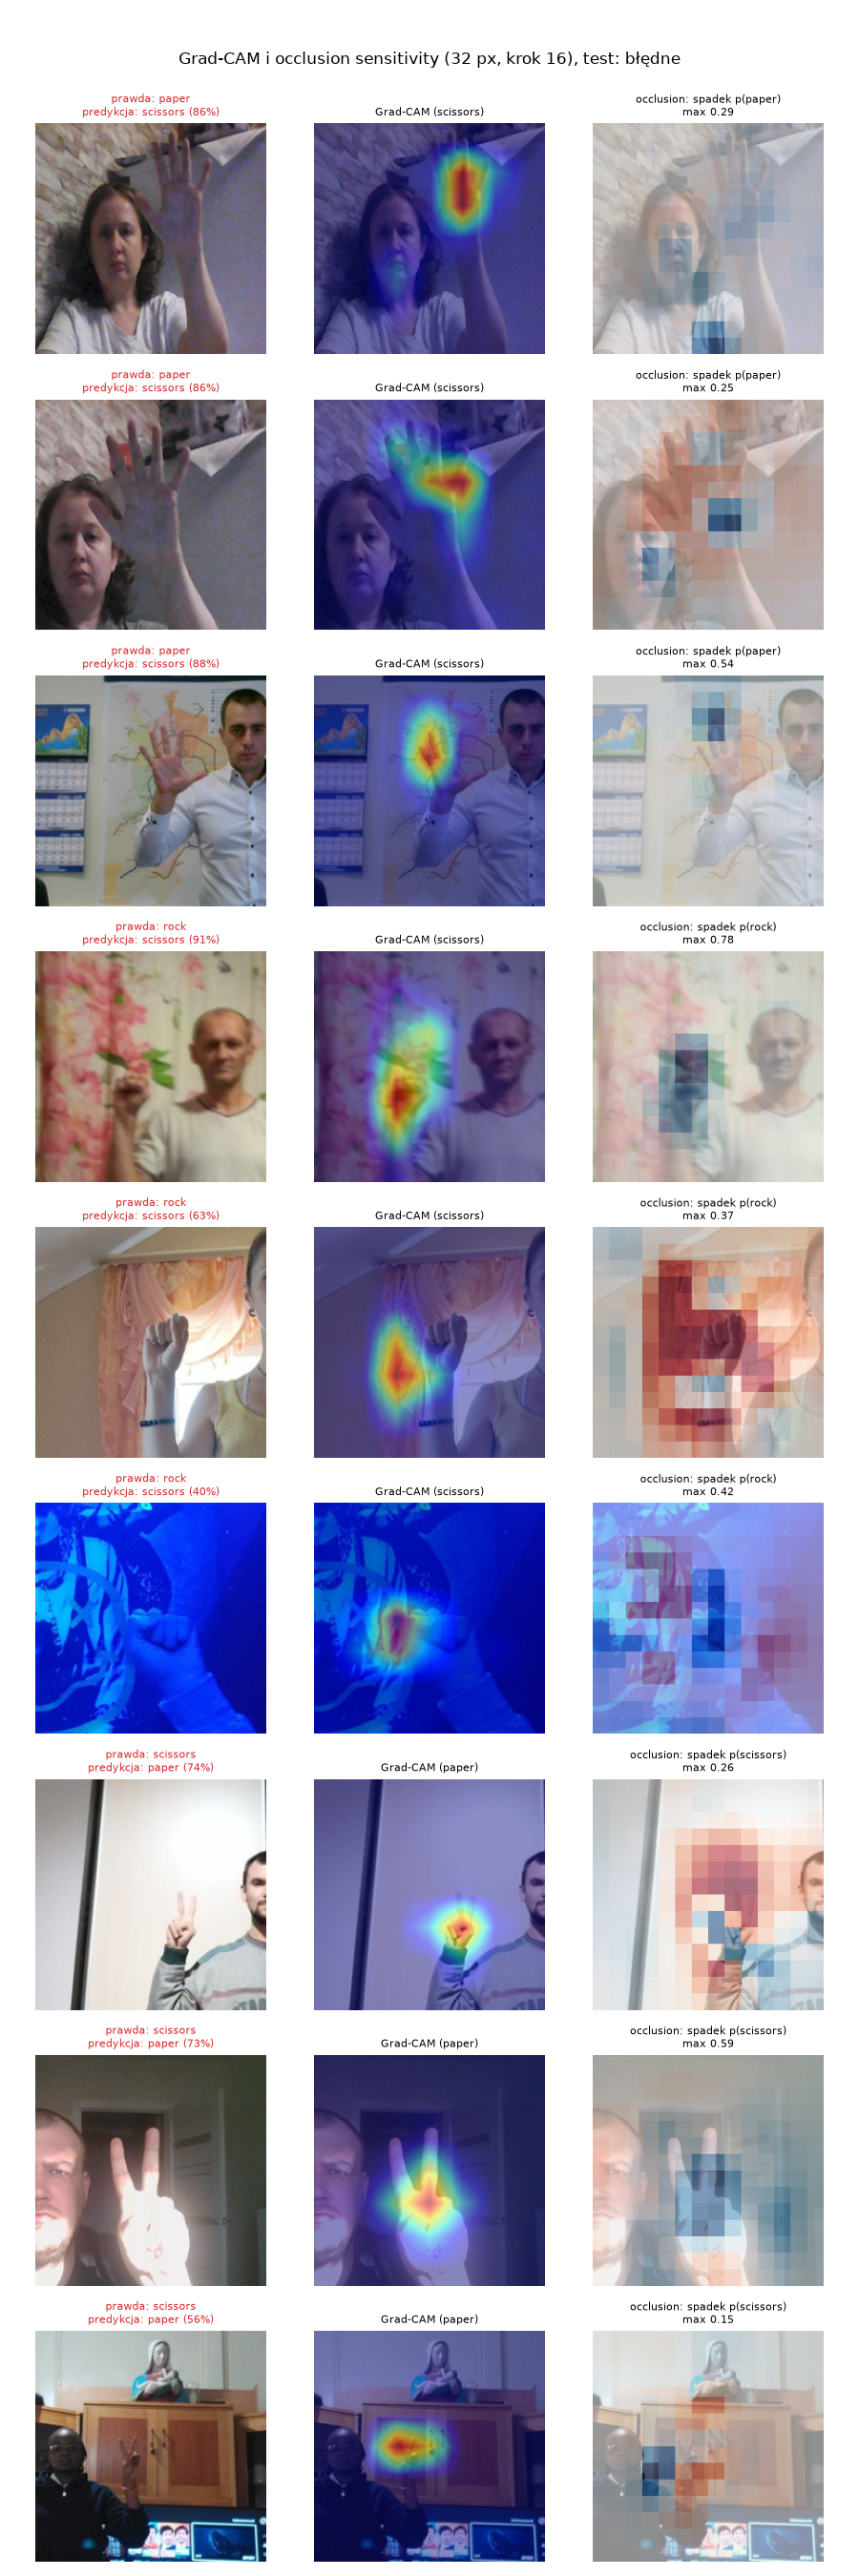 Grad-CAM i occlusion sensitivity (32 px, krok 16), test: błędne
prawda: paper
predykcja: scissors (86%)
Grad-CAM (scissors)
occlusion: spadek p(paper)
max 0.29
prawda: paper
predykcja: scissors (86%)
Grad-CAM (scissors)
occlusion: spadek p(paper)
max 0.25
prawda: paper
predykcja: scissors (88%)
Grad-CAM (scissors)
occlusion: spadek p(paper)
max 0.54
prawda: rock
predykcja: scissors (91%)
Grad-CAM (scissors)
occlusion: spadek p(rock)
max 0.78
prawda: rock
predykcja: scissors (63%)
Grad-CAM (scissors)
occlusion: spadek p(rock)
max 0.37
prawda: rock
predykcja: scissors (40%)
Grad-CAM (scissors)
occlusion: spadek p(rock)
max 0.42
prawda: scissors
predykcja: paper (74%)
Grad-CAM (paper)
occlusion: spadek p(scissors)
max 0.26
prawda: scissors
predykcja: paper (73%)
Grad-CAM (paper)
occlusion: spadek p(scissors)
max 0.59
prawda: scissors
predykcja: paper (56%)
Grad-CAM (paper)
occlusion: spadek p(scissors)
max 0.15